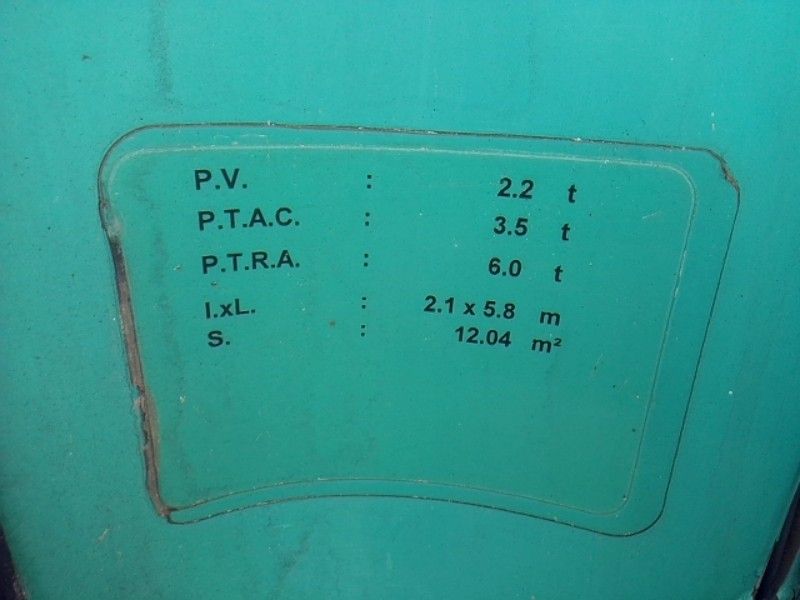 P.V. : 2.2 t
P.T.A.C. : 3.5 t
P.T.R.A. : 6.0 t
l.xL. : 2.1 x 5.8 m
S. : 12.04 m²